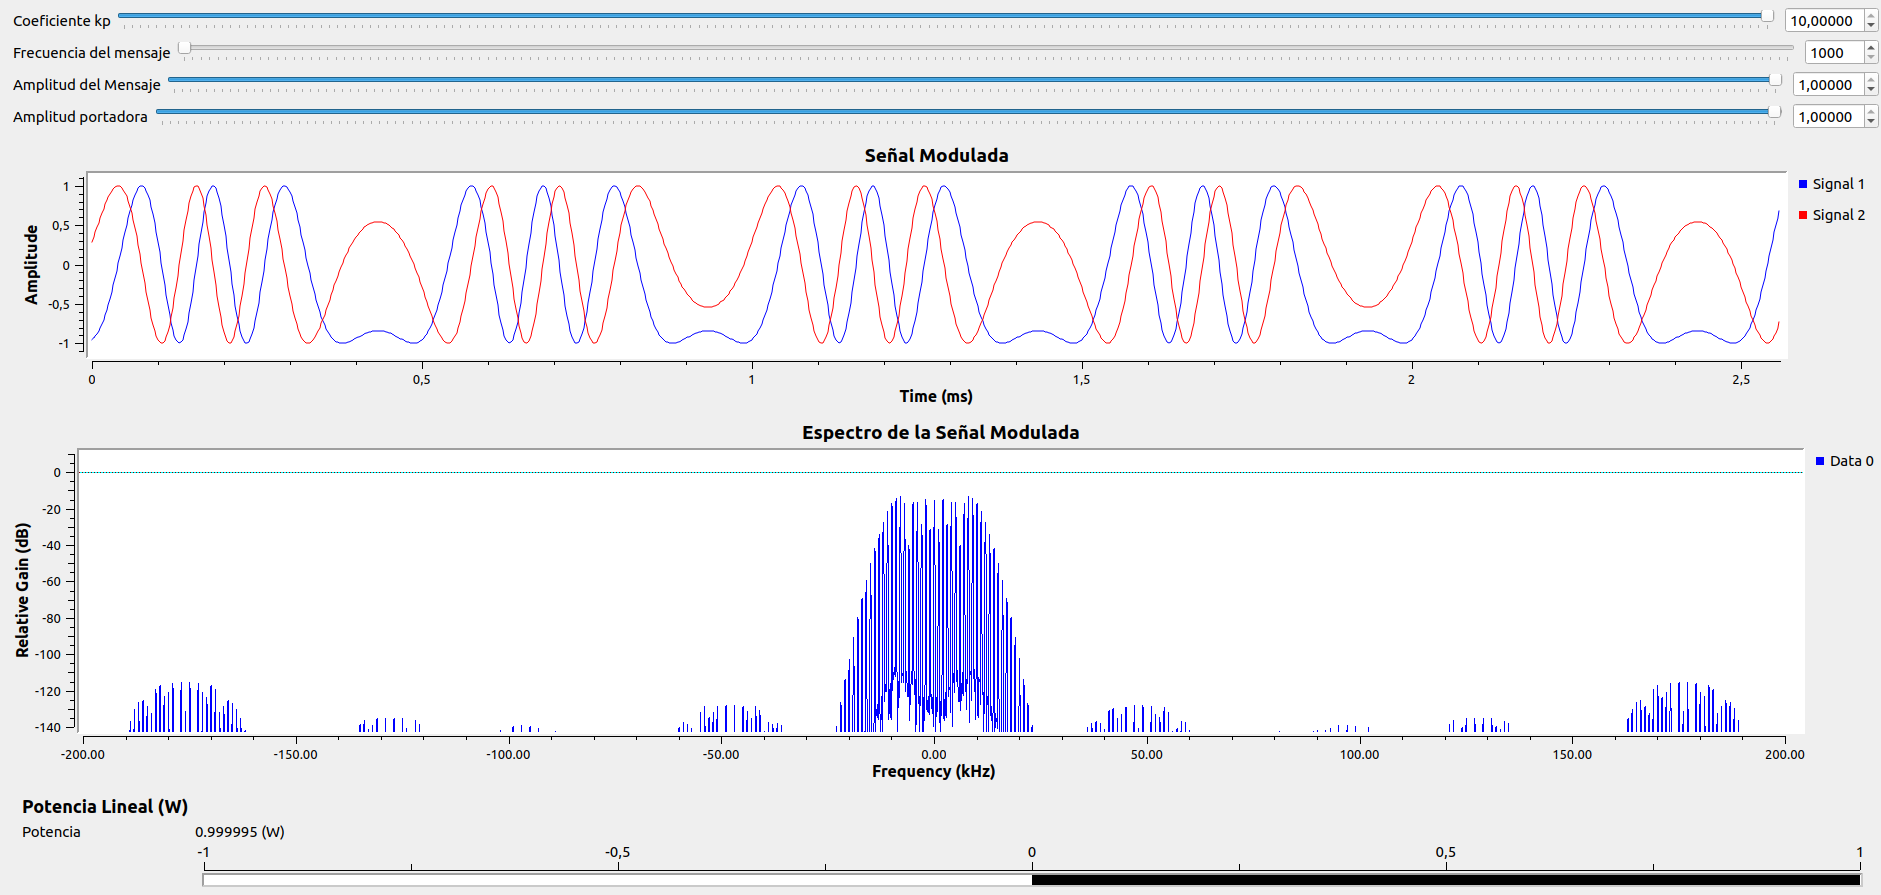 Coeficiente kp 10,00000
Frecuencia del mensaje 1000
Amplitud del Mensaje 1,00000
Amplitud portadora 1,00000
Señal Modulada
Signal 1
Signal 2
Amplitude
1
0,5
0
-0,5
-1
0 0,5 1 1,5 2 2,5
Time (ms)
Espectro de la Señal Modulada
Data 0
Relative Gain (dB)
0
-20
-40
-60
-80
-100
-120
-140
-200.00 -150.00 -100.00 -50.00 0.00 50.00 100.00 150.00 200.00
Frequency (kHz)
Potencia Lineal (W)
Potencia 0.999995 (W)
-1 -0,5 0 0,5 1